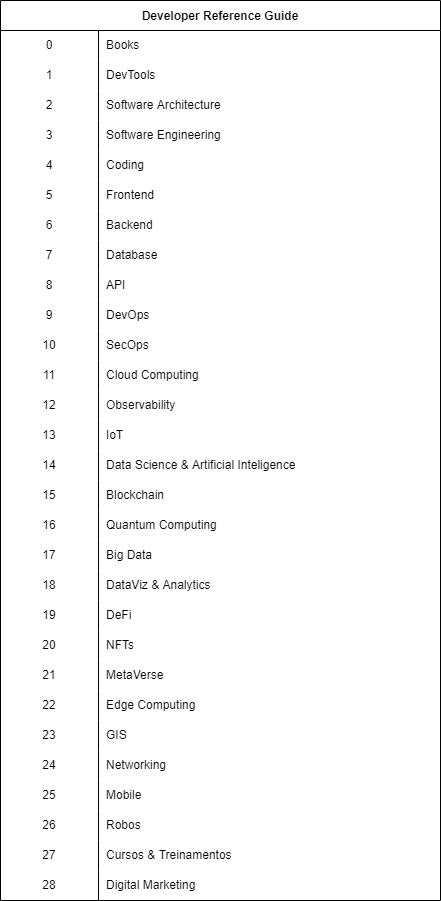 Developer Reference Guide
0 Books
1 DevTools
2 Software Architecture
3 Software Engineering
4 Coding
5 Frontend
6 Backend
7 Database
8 API
9 DevOps
10 SecOps
11 Cloud Computing
12 Observability
13 IoT
14 Data Science & Artificial Inteligence
15 Blockchain
16 Quantum Computing
17 Big Data
18 DataViz & Analytics
19 DeFi
20 NFTs
21 MetaVerse
22 Edge Computing
23 GIS
24 Networking
25 Mobile
26 Robos
27 Cursos & Treinamentos
28 Digital Marketing